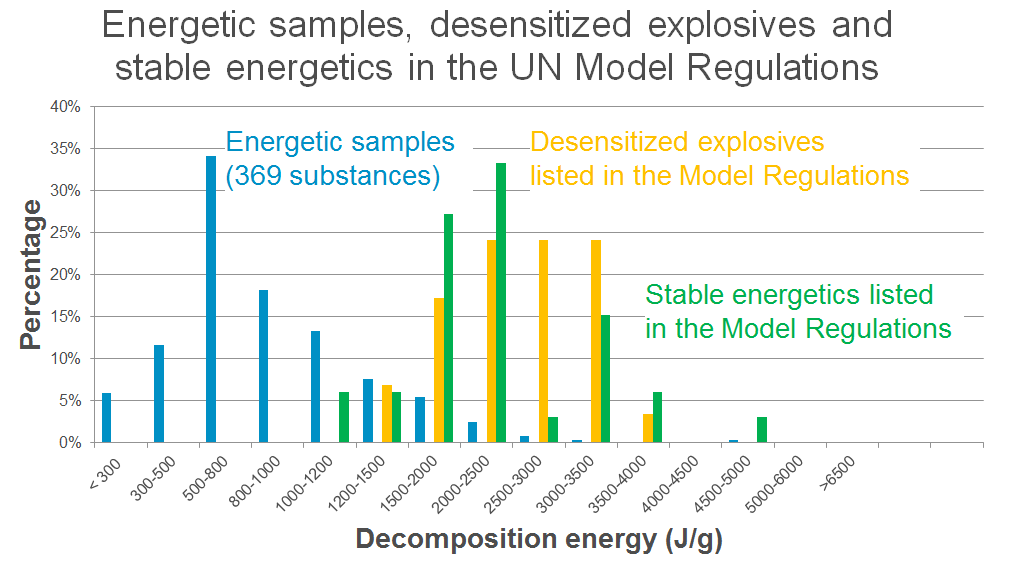 Energetic samples, desensitized explosives and
stable energetics in the UN Model Regulations
40%
35%
30%
25%
20%
15%
10%
5%
0%
Percentage
Energetic samples
(369 substances)
Desensitized explosives
listed in the Model Regulations
Stable energetics listed
in the Model Regulations
< 300
300-500
500-800
800-1000
1000-1200
1200-1500
1500-2000
2000-2500
2500-3000
3000-3500
3500-4000
4000-4500
4500-5000
5000-6000
>6500
Decomposition energy (J/g)